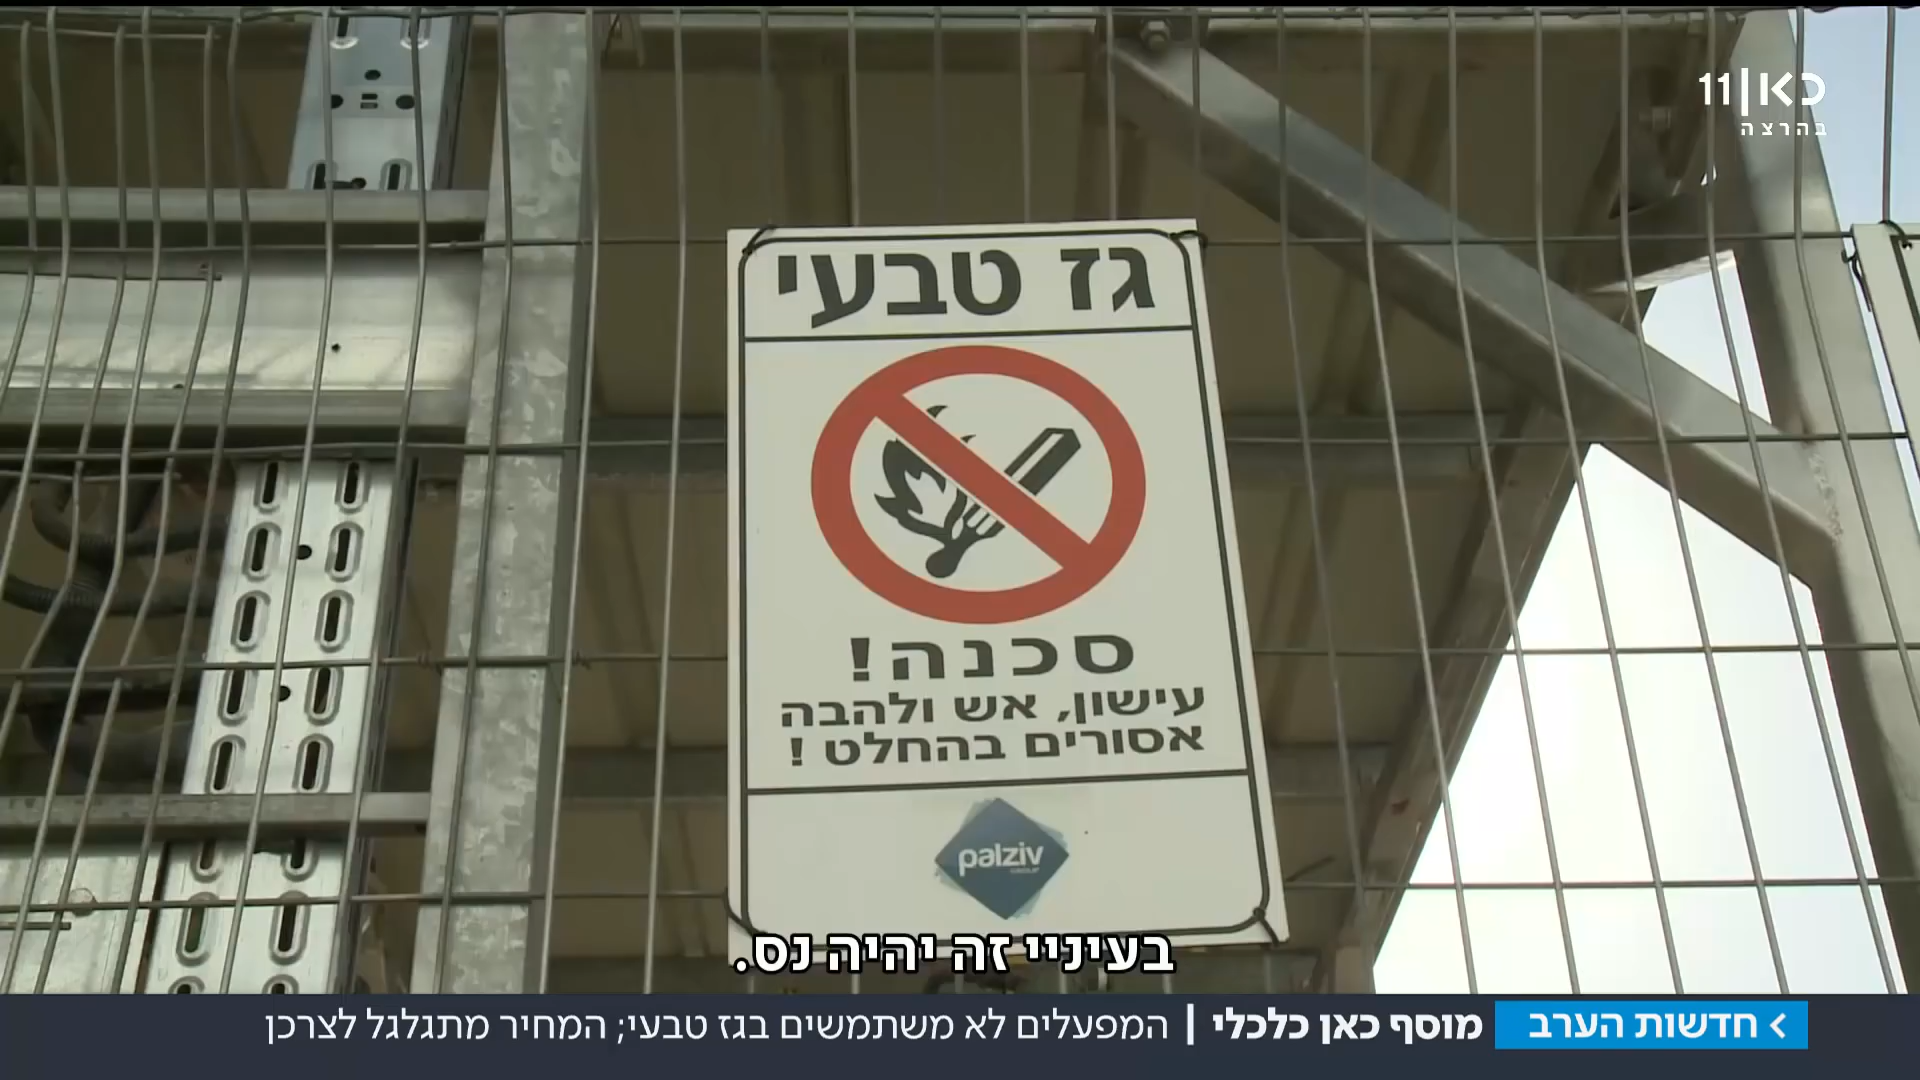 כאן|11
בהרצה
גז טבעי
סכנה!
עישון, אש ולהבה
אסורים בהחלט !
palziv
GROUP
בעיניי זה יהיה נס.
חדשות הערב
מוסף כאן כלכלי | המפעלים לא משתמשים בגז טבעי; המחיר מתגלגל לצרכן